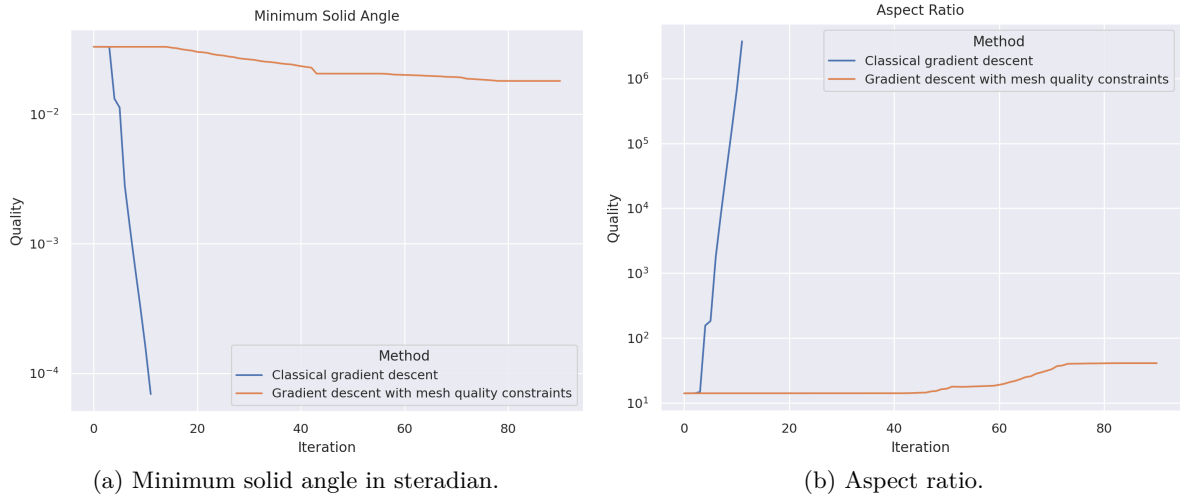 Minimum Solid Angle
Quality
10^-2
10^-3
10^-4
Method
Classical gradient descent
Gradient descent with mesh quality constraints
0 20 40 60 80
Iteration
(a) Minimum solid angle in steradian.
Aspect Ratio
Method
Classical gradient descent
Gradient descent with mesh quality constraints
Quality
10^6
10^5
10^4
10^3
10^2
10^1
0 20 40 60 80
Iteration
(b) Aspect ratio.